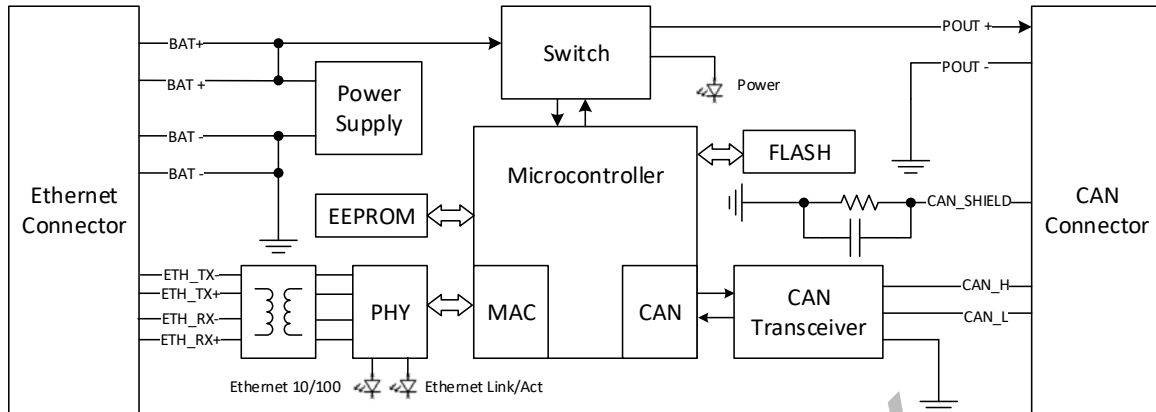 BAT+
POUT +
Switch
POUT -
Power
BAT +
Power
Supply
BAT -
FLASH
BAT -
Microcontroller
Ethernet
Connector
EEPROM
CAN_SHIELD
CAN
Connector
ETH_TX-
ETH_TX+
ETH_RX-
ETH_RX+
PHY
MAC
CAN
CAN
Transceiver
CAN_H
CAN_L
Ethernet 10/100
Ethernet Link/Act